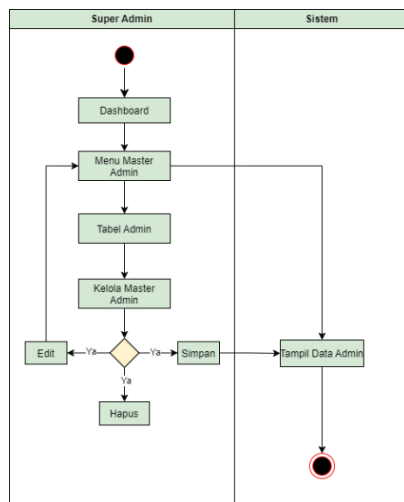 Super Admin
Sistem
Dashboard
Menu Master
Admin
Tabel Admin
Kelola Master
Admin
Edit
Ya
Ya
Simpan
Tampil Data Admin
Ya
Hapus